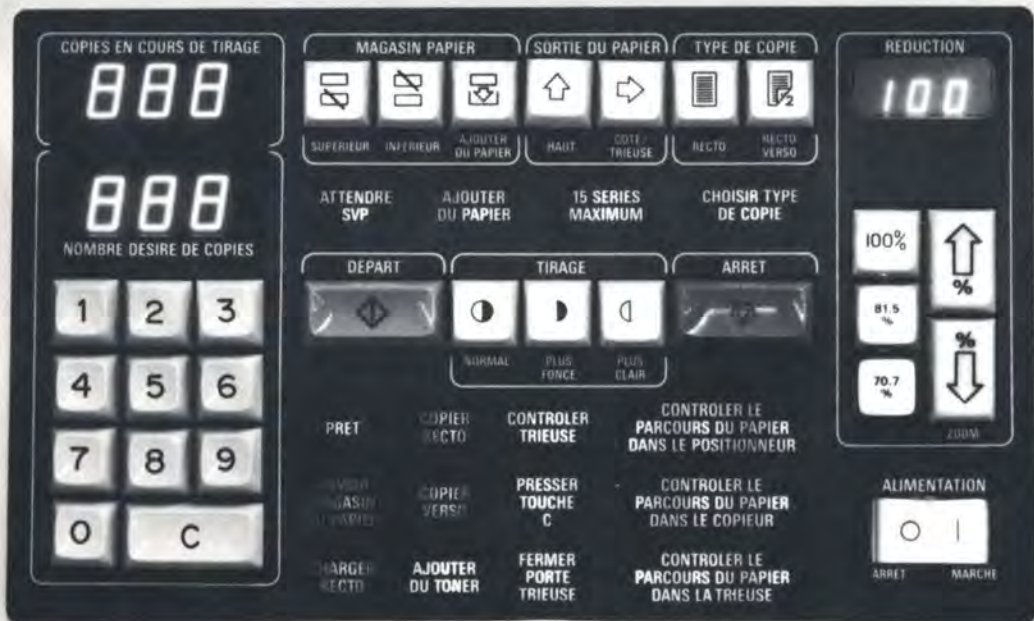 COPIES EN COURS DE TIRAGE
888
888
NOMBRE DESIRE DE COPIES
1 2 3
4 5 6
7 8 9
0 C
MAGASIN PAPIER
SUPERIEUR
INFERIEUR
AJOUTER
DU PAPIER
SORTIE DU PAPIER
HAUT
COTE/
TRIEUSE
TYPE DE COPIE
RECTO
RECTO
VERSO
ATTENDRE
SVP
AJOUTER
DU PAPIER
15 SERIES
MAXIMUM
CHOISIR TYPE
DE COPIE
DEPART
TIRAGE
NORMAL
PLUS
FONCE
PLUS
CLAIR
ARRET
PRET
COPIER
RECTO
CONTROLER
TRIEUSE
CONTROLER LE
PARCOURS DU PAPIER
DANS LE POSITIONNEUR
MAGASIN
COPIER
VERSO
PRESSER
TOUCHE
C
CONTROLER LE
PARCOURS DU PAPIER
DANS LE COPIEUR
CHARGER
RECTO
AJOUTER
DU TONER
FERMER
PORTE
TRIEUSE
CONTROLER LE
PARCOURS DU PAPIER
DANS LA TRIEUSE
REDUCTION
100
100%
%
81.5
%
%
70.7
%
ZOOM
ALIMENTATION
ARRET MARCHE